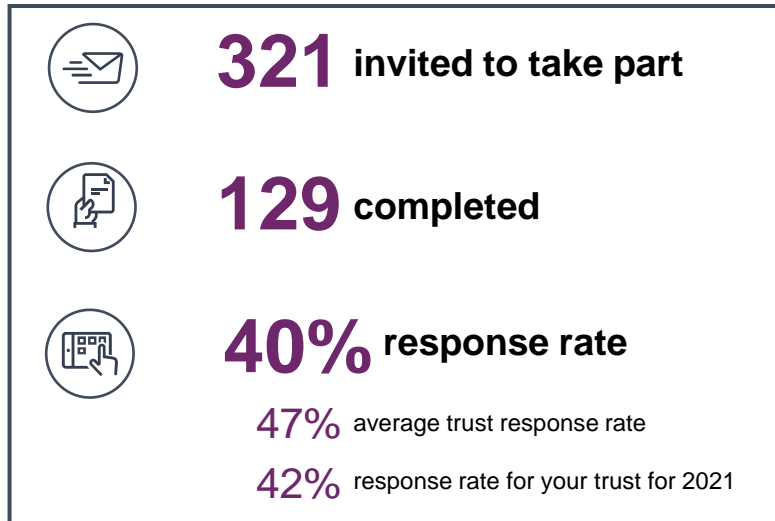 321 invited to take part
129 completed
40% response rate
47% average trust response rate
42% response rate for your trust for 2021